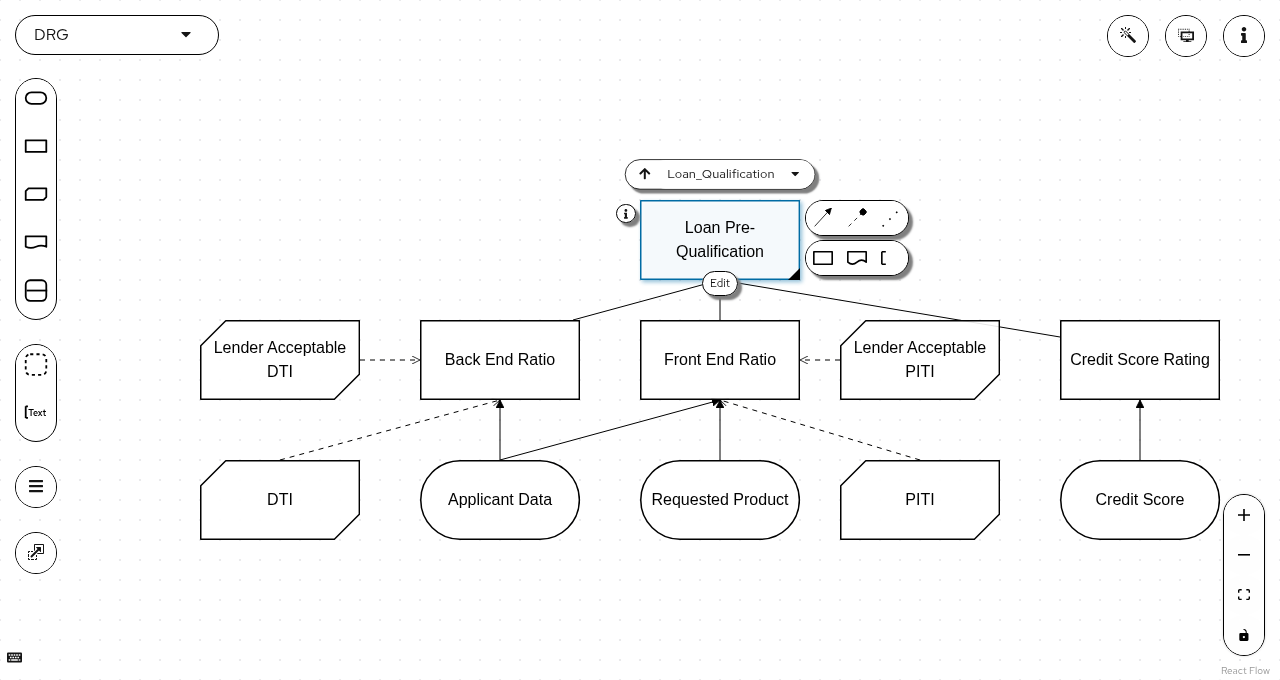 DRG
Loan_Qualification
Loan Pre-
Qualification
Edit
Lender Acceptable
DTI
Back End Ratio
Front End Ratio
Lender Acceptable
PITI
Credit Score Rating
Text
DTI
Applicant Data
Requested Product
PITI
Credit Score
React Flow